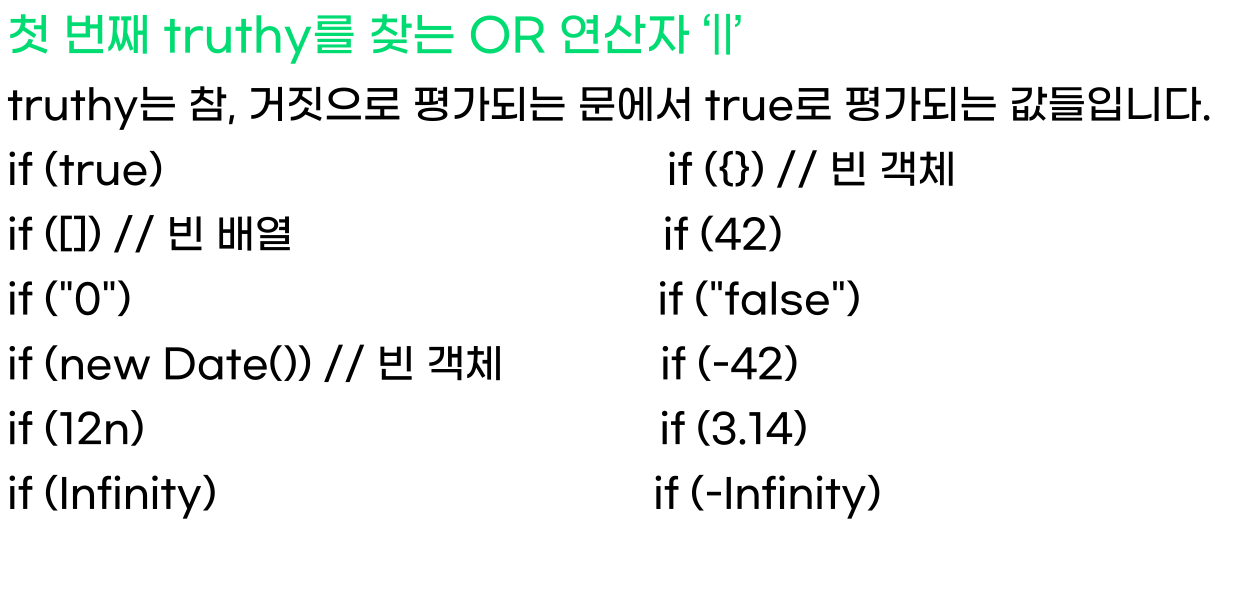 첫 번째 truthy를 찾는 OR 연산자 ‘||’
truthy는 참, 거짓으로 평가되는 문에서 true로 평가되는 값들입니다.
if (true) if ({}) // 빈 객체
if ([]) // 빈 배열 if (42)
if ("0") if ("false")
if (new Date()) // 빈 객체 if (-42)
if (12n) if (3.14)
if (Infinity) if (-Infinity)